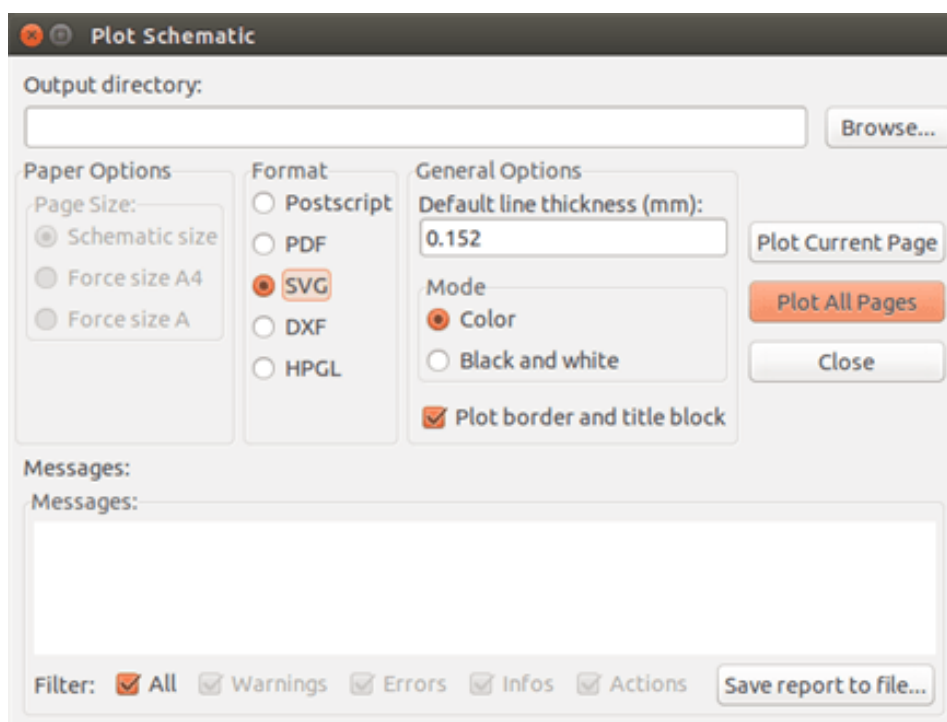 Plot Schematic
Output directory:
Browse...
Paper Options
Page Size:
Schematic size
Force size A4
Force size A
Format
Postscript
PDF
SVG
DXF
HPGL
General Options
Default line thickness (mm):
0.152
Mode
Color
Black and white
Plot border and title block
Plot Current Page
Plot All Pages
Close
Messages:
Messages:
Filter: All Warnings Errors Infos Actions Save report to file...